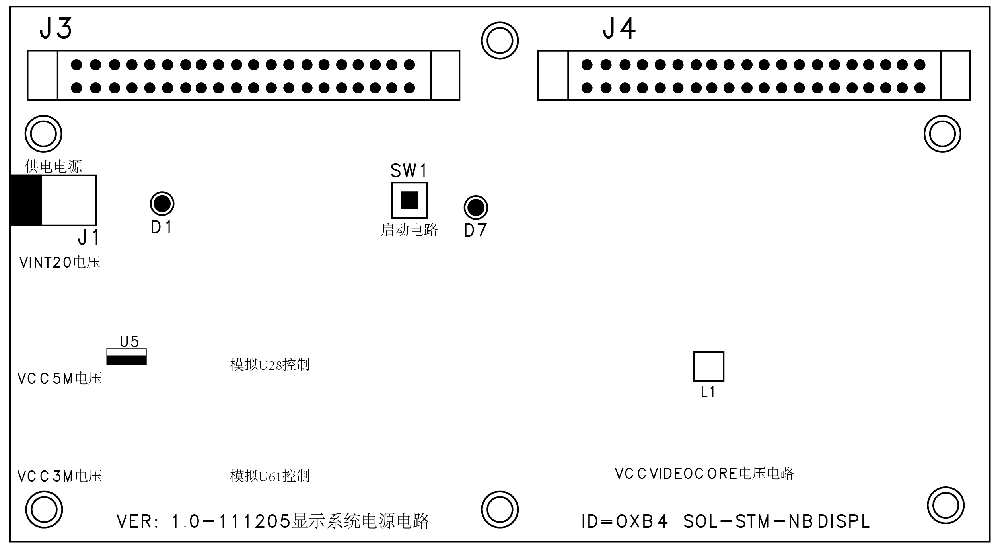 J3
J4
供电电源
SW1
D1
启动电路
D7
J1
VINT20电压
U5
模拟U28控制
VCC5M电压
L1
VCC3M电压
模拟U61控制
VCCVIDEOCORE电压电路
VER: 1.0-111205显示系统电源电路
ID=0XB4 SOL-STM-NBDISPL